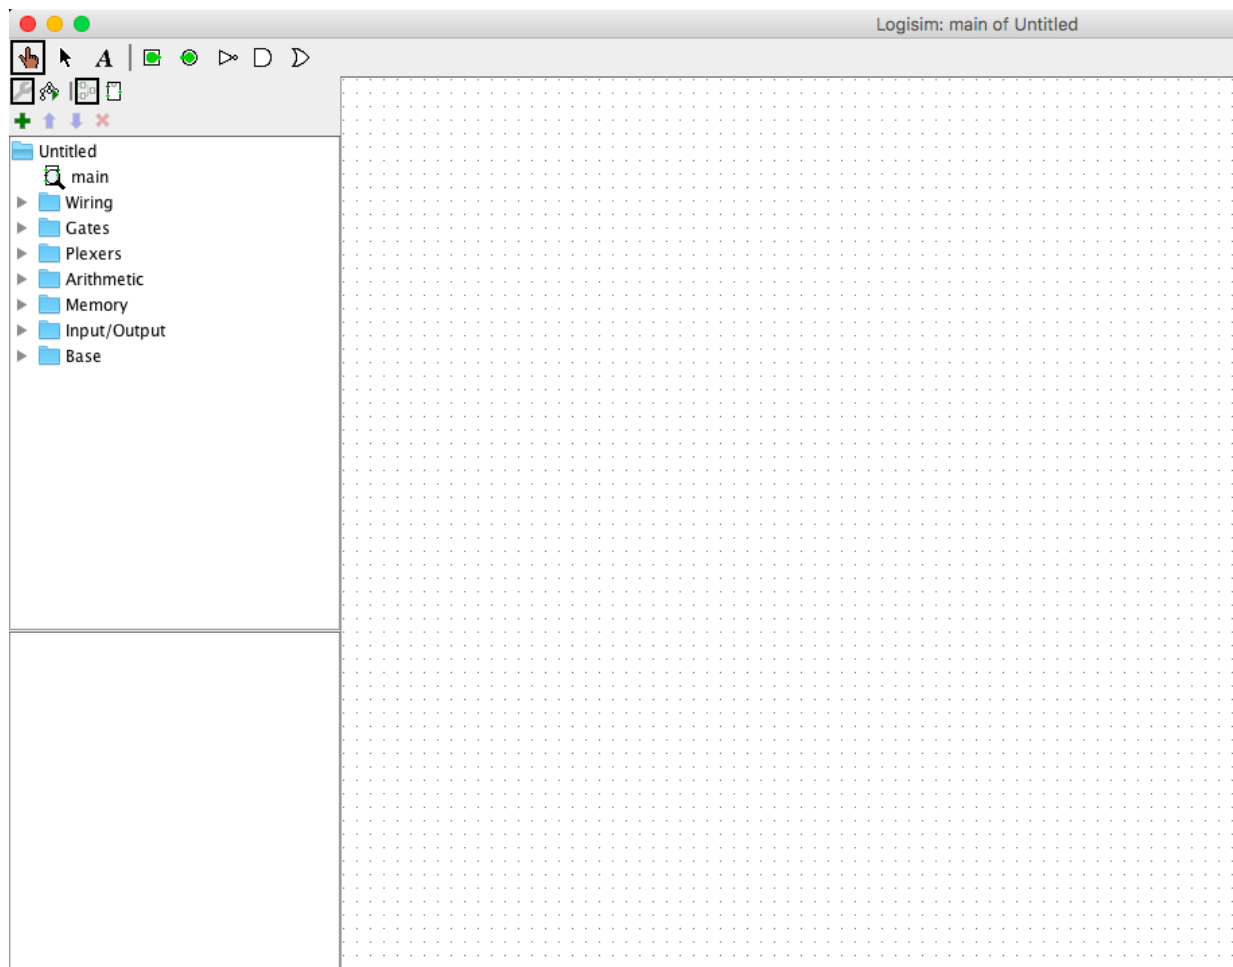 Logisim: main of Untitled
A
Untitled
main
Wiring
Gates
Plexers
Arithmetic
Memory
Input/Output
Base